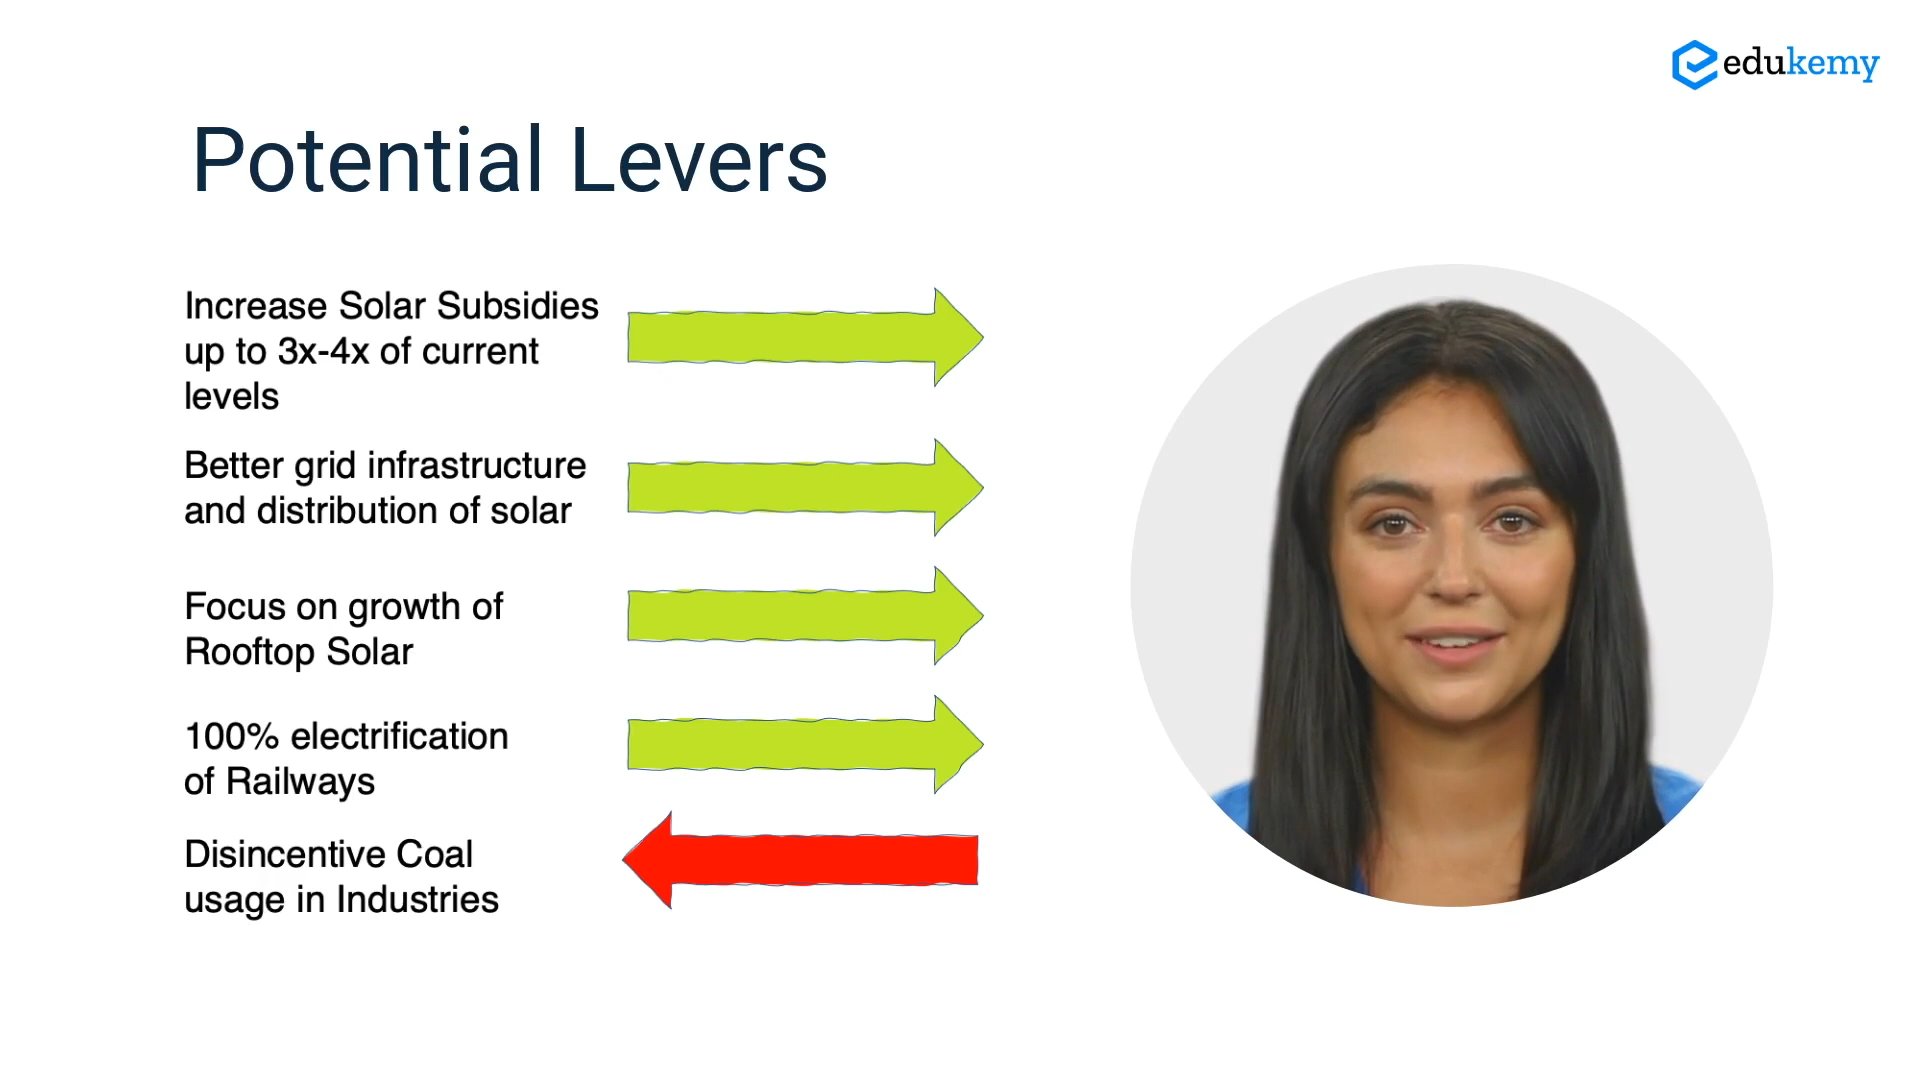 edukemy
Potential Levers
Increase Solar Subsidies
up to 3x-4x of current
levels
Better grid infrastructure
and distribution of solar
Focus on growth of
Rooftop Solar
100% electrification
of Railways
Disincentive Coal
usage in Industries